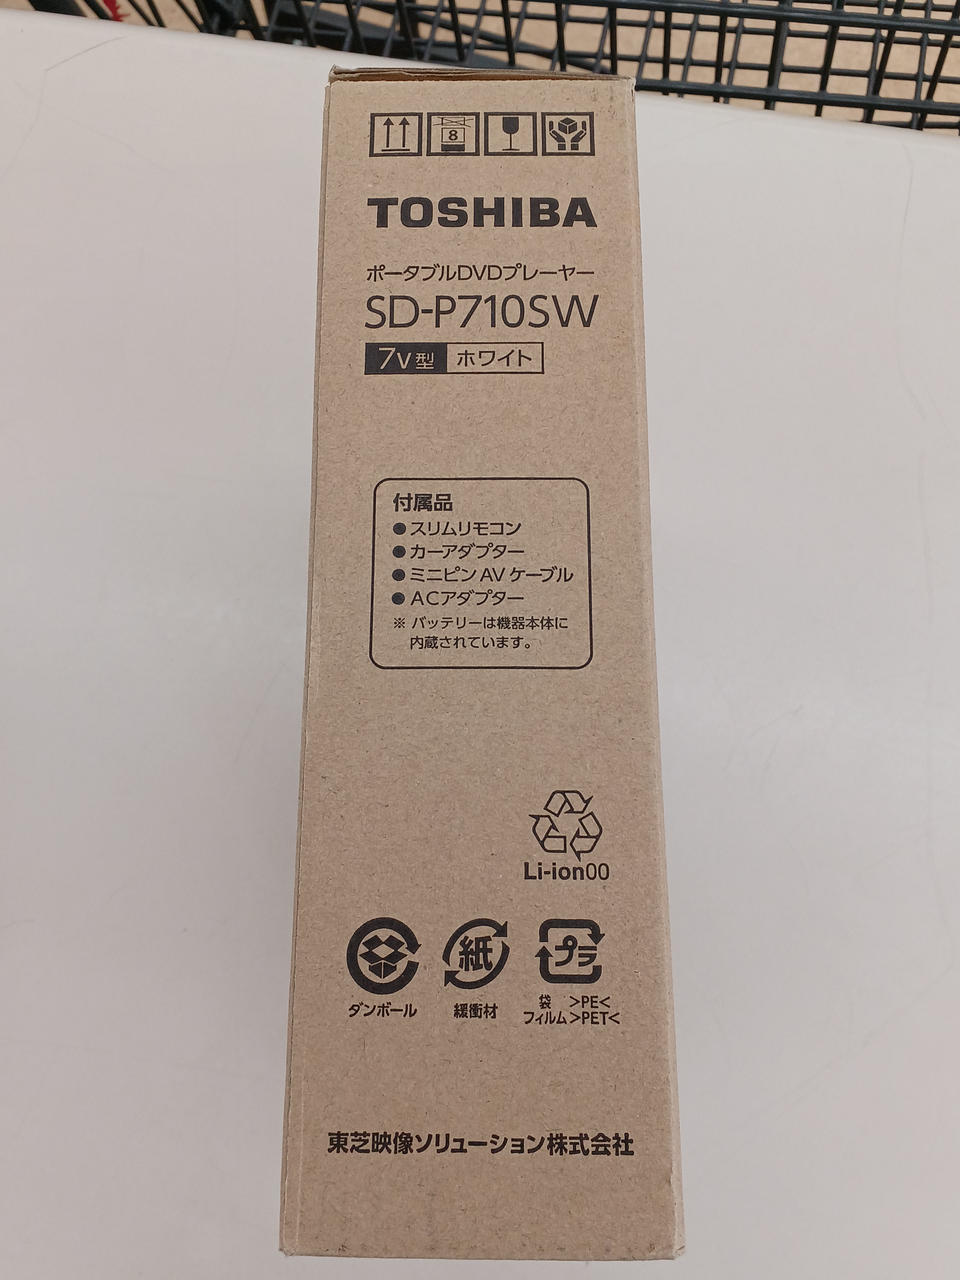 8
TOSHIBA
ポータブルDVDプレーヤー
SD-P710SW
7V型 ホワイト
付属品
●スリムリモコン
●カーアダプター
●ミニピンAVケーブル
●ACアダプター
※ バッテリーは機器本体に
内蔵されています。
Li-ion00
紙 プラ
ダンボール 緩衝材 袋 >PE<
フィルム>PET<
東芝映像ソリューション株式会社